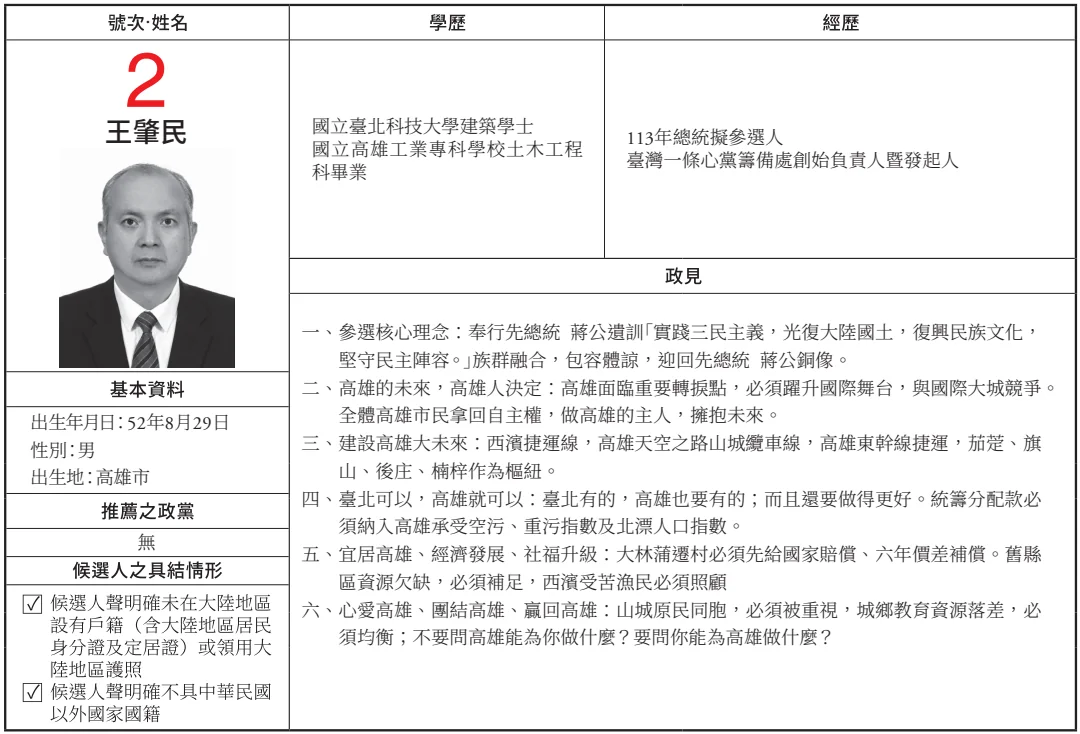 號次·姓名
2
王肇民
基本資料
出生年月日：52年8月29日
性別：男
出生地：高雄市
推薦之政黨
無
候選人之具結情形
☑ 候選人聲明確未在大陸地區
設有戶籍（含大陸地區居民
身分證及定居證）或領用大
陸地區護照
☑ 候選人聲明確不具中華民國
以外國家國籍
學歷
國立臺北科技大學建築學士
國立高雄工業專科學校土木工程
科畢業
經歷
113年總統擬參選人
臺灣一條心黨籌備處創始負責人暨發起人
政見
一、參選核心理念：奉行先總統 蔣公遺訓「實踐三民主義，光復大陸國土，復興民族文化，
堅守民主陣容。」族群融合，包容體諒，迎回先總統 蔣公銅像。
二、高雄的未來，高雄人決定：高雄面臨重要轉捩點，必須躍升國際舞台，與國際大城競爭。
全體高雄市民拿回自主權，做高雄的主人，擁抱未來。
三、建設高雄大未來：西濱捷運線，高雄天空之路山城纜車線，高雄東幹線捷運，茄萣、旗
山、後庄、楠梓作為樞紐。
四、臺北可以，高雄就可以：臺北有的，高雄也要有的；而且還要做得更好。統籌分配款必
須納入高雄承受空污、重污指數及北漂人口指數。
五、宜居高雄、經濟發展、社福升級：大林蒲遷村必須先給國家賠償、六年價差補償。舊縣
區資源欠缺，必須補足，西濱受苦漁民必須照顧
六、心愛高雄、團結高雄、贏回高雄：山城原民同胞，必須被重視，城鄉教育資源落差，必
須均衡；不要問高雄能為你做什麼？要問你能為高雄做什麼？